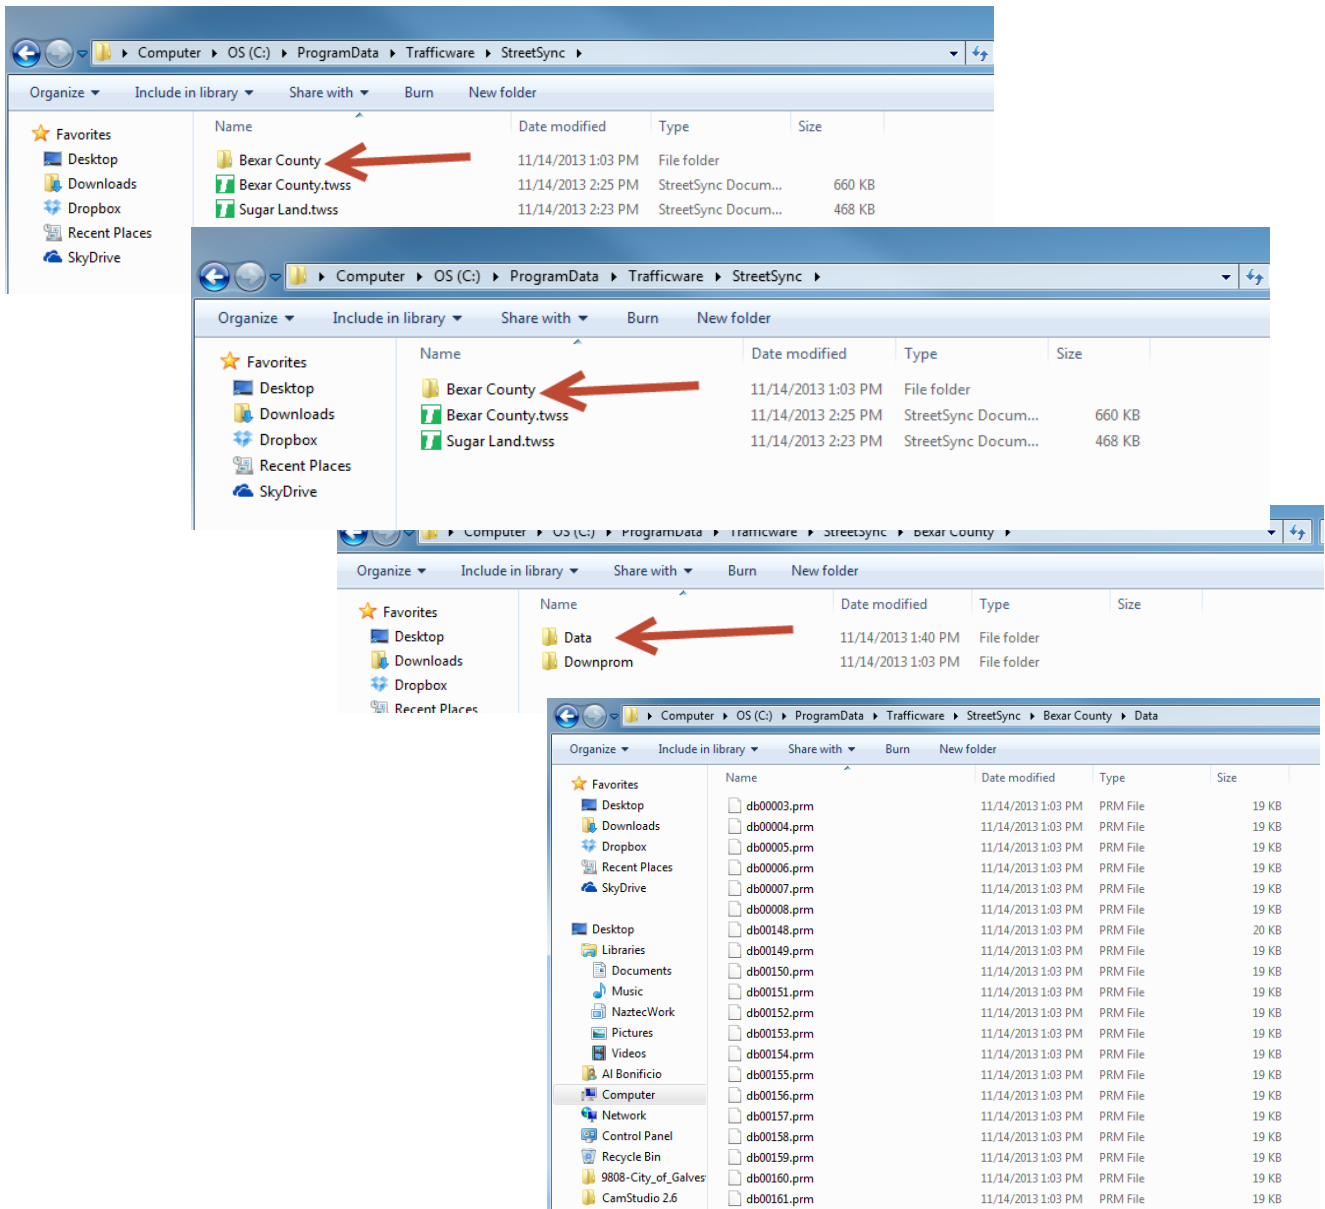 Computer OS (C:) ProgramData Trafficware StreetSync
Organize Include in library Share with Burn New folder
Favorites Name Date modified Type Size
Desktop Bexar County 11/14/2013 1:03 PM File folder
Downloads Bexar County.twss 11/14/2013 2:25 PM StreetSync Docum... 660 KB
Dropbox Sugar Land.twss 11/14/2013 2:23 PM StreetSync Docum... 468 KB
Recent Places
SkyDrive
Computer OS (C:) ProgramData Trafficware StreetSync
Organize Include in library Share with Burn New folder
Favorites Name Date modified Type Size
Desktop Bexar County 11/14/2013 1:03 PM File folder
Downloads Bexar County.twss 11/14/2013 2:25 PM StreetSync Docum... 660 KB
Dropbox Sugar Land.twss 11/14/2013 2:23 PM StreetSync Docum... 468 KB
Recent Places
SkyDrive
Computer OS (C:) ProgramData Trafficware StreetSync Bexar County
Organize Include in library Share with Burn New folder
Favorites Name Date modified Type Size
Desktop Data 11/14/2013 1:40 PM File folder
Downloads Downprom 11/14/2013 1:03 PM File folder
Dropbox
Recent Places
Computer OS (C:) ProgramData Trafficware StreetSync Bexar County Data
Organize Include in library Share with Burn New folder
Favorites Name Date modified Type Size
Desktop db00003.prm 11/14/2013 1:03 PM PRM File 19 KB
Downloads db00004.prm 11/14/2013 1:03 PM PRM File 19 KB
Dropbox db00005.prm 11/14/2013 1:03 PM PRM File 19 KB
Recent Places db00006.prm 11/14/2013 1:03 PM PRM File 19 KB
SkyDrive db00007.prm 11/14/2013 1:03 PM PRM File 19 KB
db00008.prm 11/14/2013 1:03 PM PRM File 19 KB
Desktop db00148.prm 11/14/2013 1:03 PM PRM File 20 KB
Libraries db00149.prm 11/14/2013 1:03 PM PRM File 19 KB
Documents db00150.prm 11/14/2013 1:03 PM PRM File 19 KB
Music db00151.prm 11/14/2013 1:03 PM PRM File 19 KB
NaztecWork db00152.prm 11/14/2013 1:03 PM PRM File 19 KB
Pictures db00153.prm 11/14/2013 1:03 PM PRM File 19 KB
Videos db00154.prm 11/14/2013 1:03 PM PRM File 19 KB
Al Bonificio db00155.prm 11/14/2013 1:03 PM PRM File 19 KB
Computer db00156.prm 11/14/2013 1:03 PM PRM File 19 KB
Network db00157.prm 11/14/2013 1:03 PM PRM File 19 KB
Control Panel db00158.prm 11/14/2013 1:03 PM PRM File 19 KB
Recycle Bin db00159.prm 11/14/2013 1:03 PM PRM File 19 KB
9808-City_of_Galves db00160.prm 11/14/2013 1:03 PM PRM File 19 KB
CamStudio 2.6 db00161.prm 11/14/2013 1:03 PM PRM File 19 KB